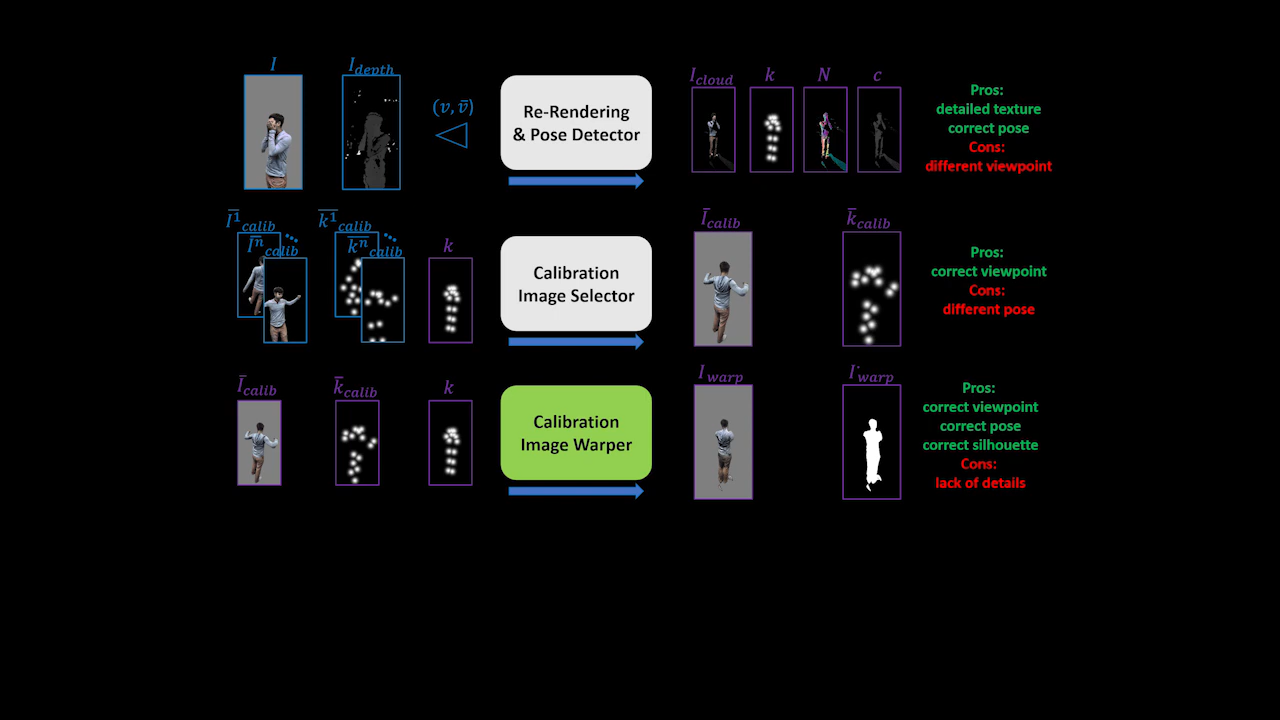 I
I_depth
(v, v̄)
Re-Rendering
& Pose Detector
I_cloud
k
N
c
Pros:
detailed texture
correct pose
Cons:
different viewpoint
Ī¹_calib
Īⁿ_calib
k̄¹_calib
k̄ⁿ_calib
k
Calibration
Image Selector
Ī_calib
k̄_calib
Pros:
correct viewpoint
Cons:
different pose
Ī_calib
k̄_calib
k
Calibration
Image Warper
I_warp
I˙_warp
Pros:
correct viewpoint
correct pose
correct silhouette
Cons:
lack of details